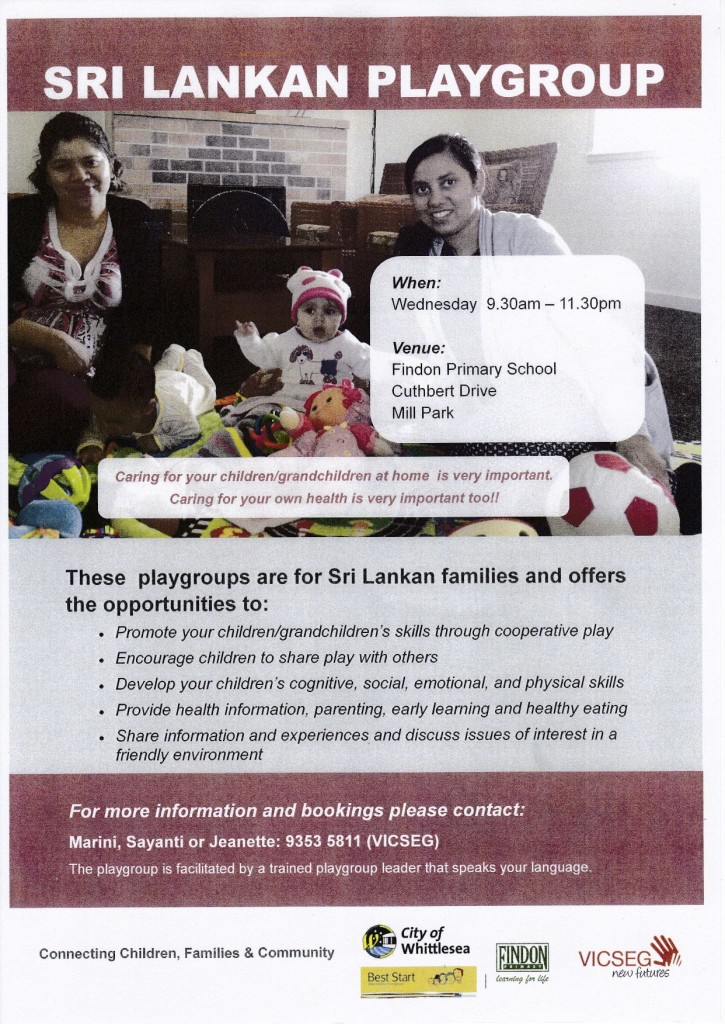 SRI LANKAN PLAYGROUP
When:
Wednesday 9.30am – 11.30pm
Venue:
Findon Primary School
Cuthbert Drive
Mill Park
Caring for your children/grandchildren at home is very important.
Caring for your own health is very important too!!
These playgroups are for Sri Lankan families and offers
the opportunities to:
• Promote your children/grandchildren's skills through cooperative play
• Encourage children to share play with others
• Develop your children's cognitive, social, emotional, and physical skills
• Provide health information, parenting, early learning and healthy eating
• Share information and experiences and discuss issues of interest in a
friendly environment
For more information and bookings please contact:
Marini, Sayanti or Jeanette: 9353 5811 (VICSEG)
The playgroup is facilitated by a trained playgroup leader that speaks your language.
Connecting Children, Families & Community
City of
Whittlesea
Best Start
FINDON
PRIMARY
learning for life
VICSEG
new futures